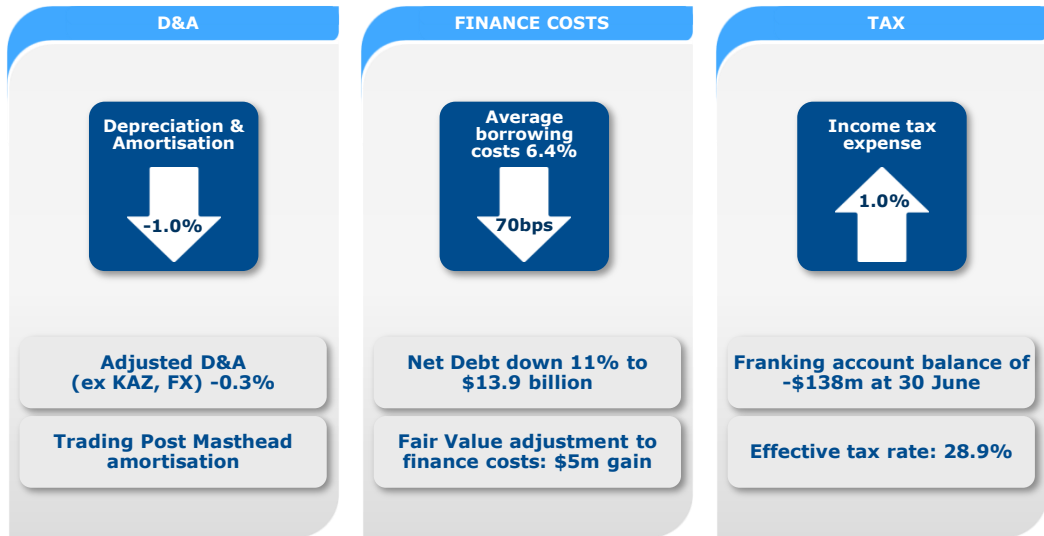 D&A
Depreciation &
Amortisation
-1.0%
Adjusted D&A
(ex KAZ, FX) -0.3%
Trading Post Masthead
amortisation
FINANCE COSTS
Average
borrowing
costs 6.4%
70bps
Net Debt down 11% to
$13.9 billion
Fair Value adjustment to
finance costs: $5m gain
TAX
Income tax
expense
1.0%
Franking account balance of
-$138m at 30 June
Effective tax rate: 28.9%